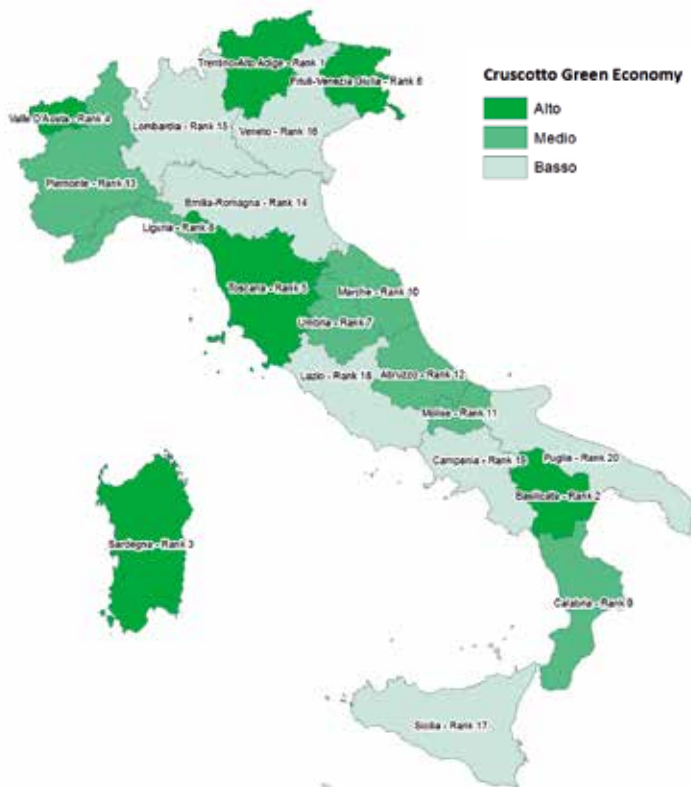 Trentino-Alto Adige - Rank 1
Friuli-Venezia Giulia - Rank 6
Cruscotto Green Economy
Alto
Medio
Basso
Valle D'Aosta - Rank 4
Lombardia - Rank 15
Veneto - Rank 16
Piemonte - Rank 13
Emilia-Romagna - Rank 14
Liguria - Rank 8
Toscana - Rank 5
Marche - Rank 10
Umbria - Rank 7
Lazio - Rank 18
Abruzzo - Rank 12
Molise - Rank 11
Campania - Rank 19
Puglia - Rank 20
Basilicata - Rank 2
Sardegna - Rank 3
Calabria - Rank 9
Sicilia - Rank 17